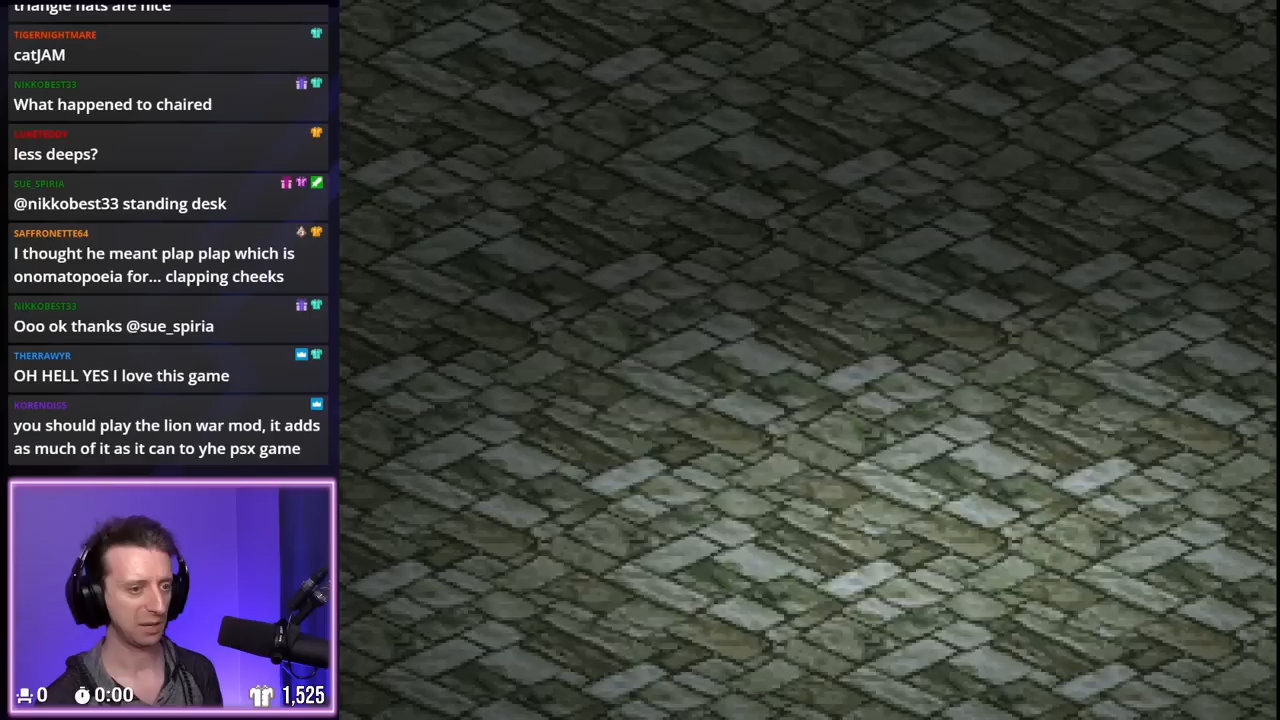 triangle hats are nice
TIGERNIGHTMARE
catJAM
NIKKOBEST33
What happened to chaired
LUKETEDDY
less deeps?
SUE_SPIRIA
@nikkobest33 standing desk
SAFFRONETTE64
I thought he meant plap plap which is
onomatopoeia for... clapping cheeks
NIKKOBEST33
Ooo ok thanks @sue_spiria
THERRAWYR
OH HELL YES I love this game
KORENDISS
you should play the lion war mod, it adds
as much of it as it can to yhe psx game
0 0:00 1,525